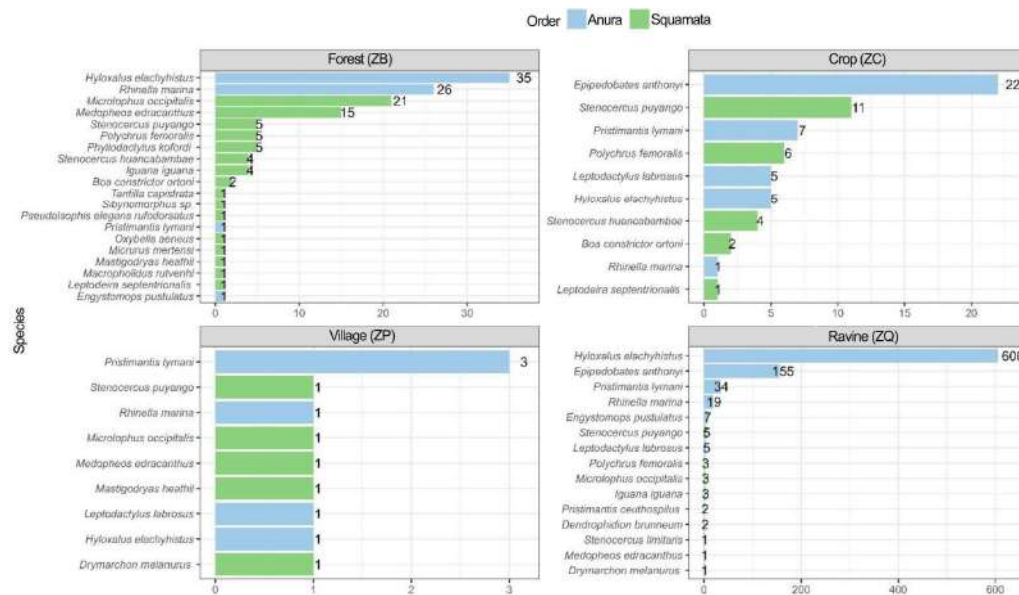 Order Anura Squamata
Forest (ZB)
Hyloxalus elachyhistus 35
Rhinella marina 26
Microlophus occipitalis 21
Medopheos edracanthus 15
Stenocercus puyango 5
Polychrus femoralis 5
Phyllodactylus kofordi 5
Stenocercus huancabambae 4
Iguana iguana 4
Boa constrictor ortoni 2
Tantilla capistrata 1
Sibynomorphus sp. 1
Pseudalsophis elegans rufodorsatus 1
Pristimantis lymani 1
Oxybelis aeneus 1
Micrurus mertensi 1
Mastigodryas heathii 1
Macropholidus 1
Leptodeira septentrionalis 1
Engystomops pustulatus 1
0 10 20 30
Crop (ZC)
Epipedobates anthonyi 22
Stenocercus puyango 11
Pristimantis lymani 7
Polychrus femoralis 6
Leptodactylus labrosus 5
Hyloxalus elachyhistus 5
Stenocercus huancabambae 4
Boa constrictor ortoni 2
Rhinella marina 1
Leptodeira septentrionalis 1
0 5 10 15 20
Species
Village (ZP)
Pristimantis lymani 3
Stenocercus puyango 1
Rhinella marina 1
Microlophus occipitalis 1
Medopheos edracanthus 1
Mastigodryas heathii 1
Leptodactylus labrosus 1
Hyloxalus elachyhistus 1
Drymarchon melanurus 1
0 1 2 3
Ravine (ZQ)
Hyloxalus elachyhistus
Epipedobates anthonyi 155
Pristimantis lymani 34
Rhinella marina 19
Engystomops pustulatus 7
Stenocercus puyango 5
Leptodactylus labrosus 5
Polychrus femoralis 3
Microlophus occipitalis 3
Iguana iguana 3
Pristimantis ceuthospilus 2
Dendrophidion brunneum 2
Stenocercus limitaris 1
Medopheos edracanthus 1
Drymarchon melanurus 1
0 200 400 600